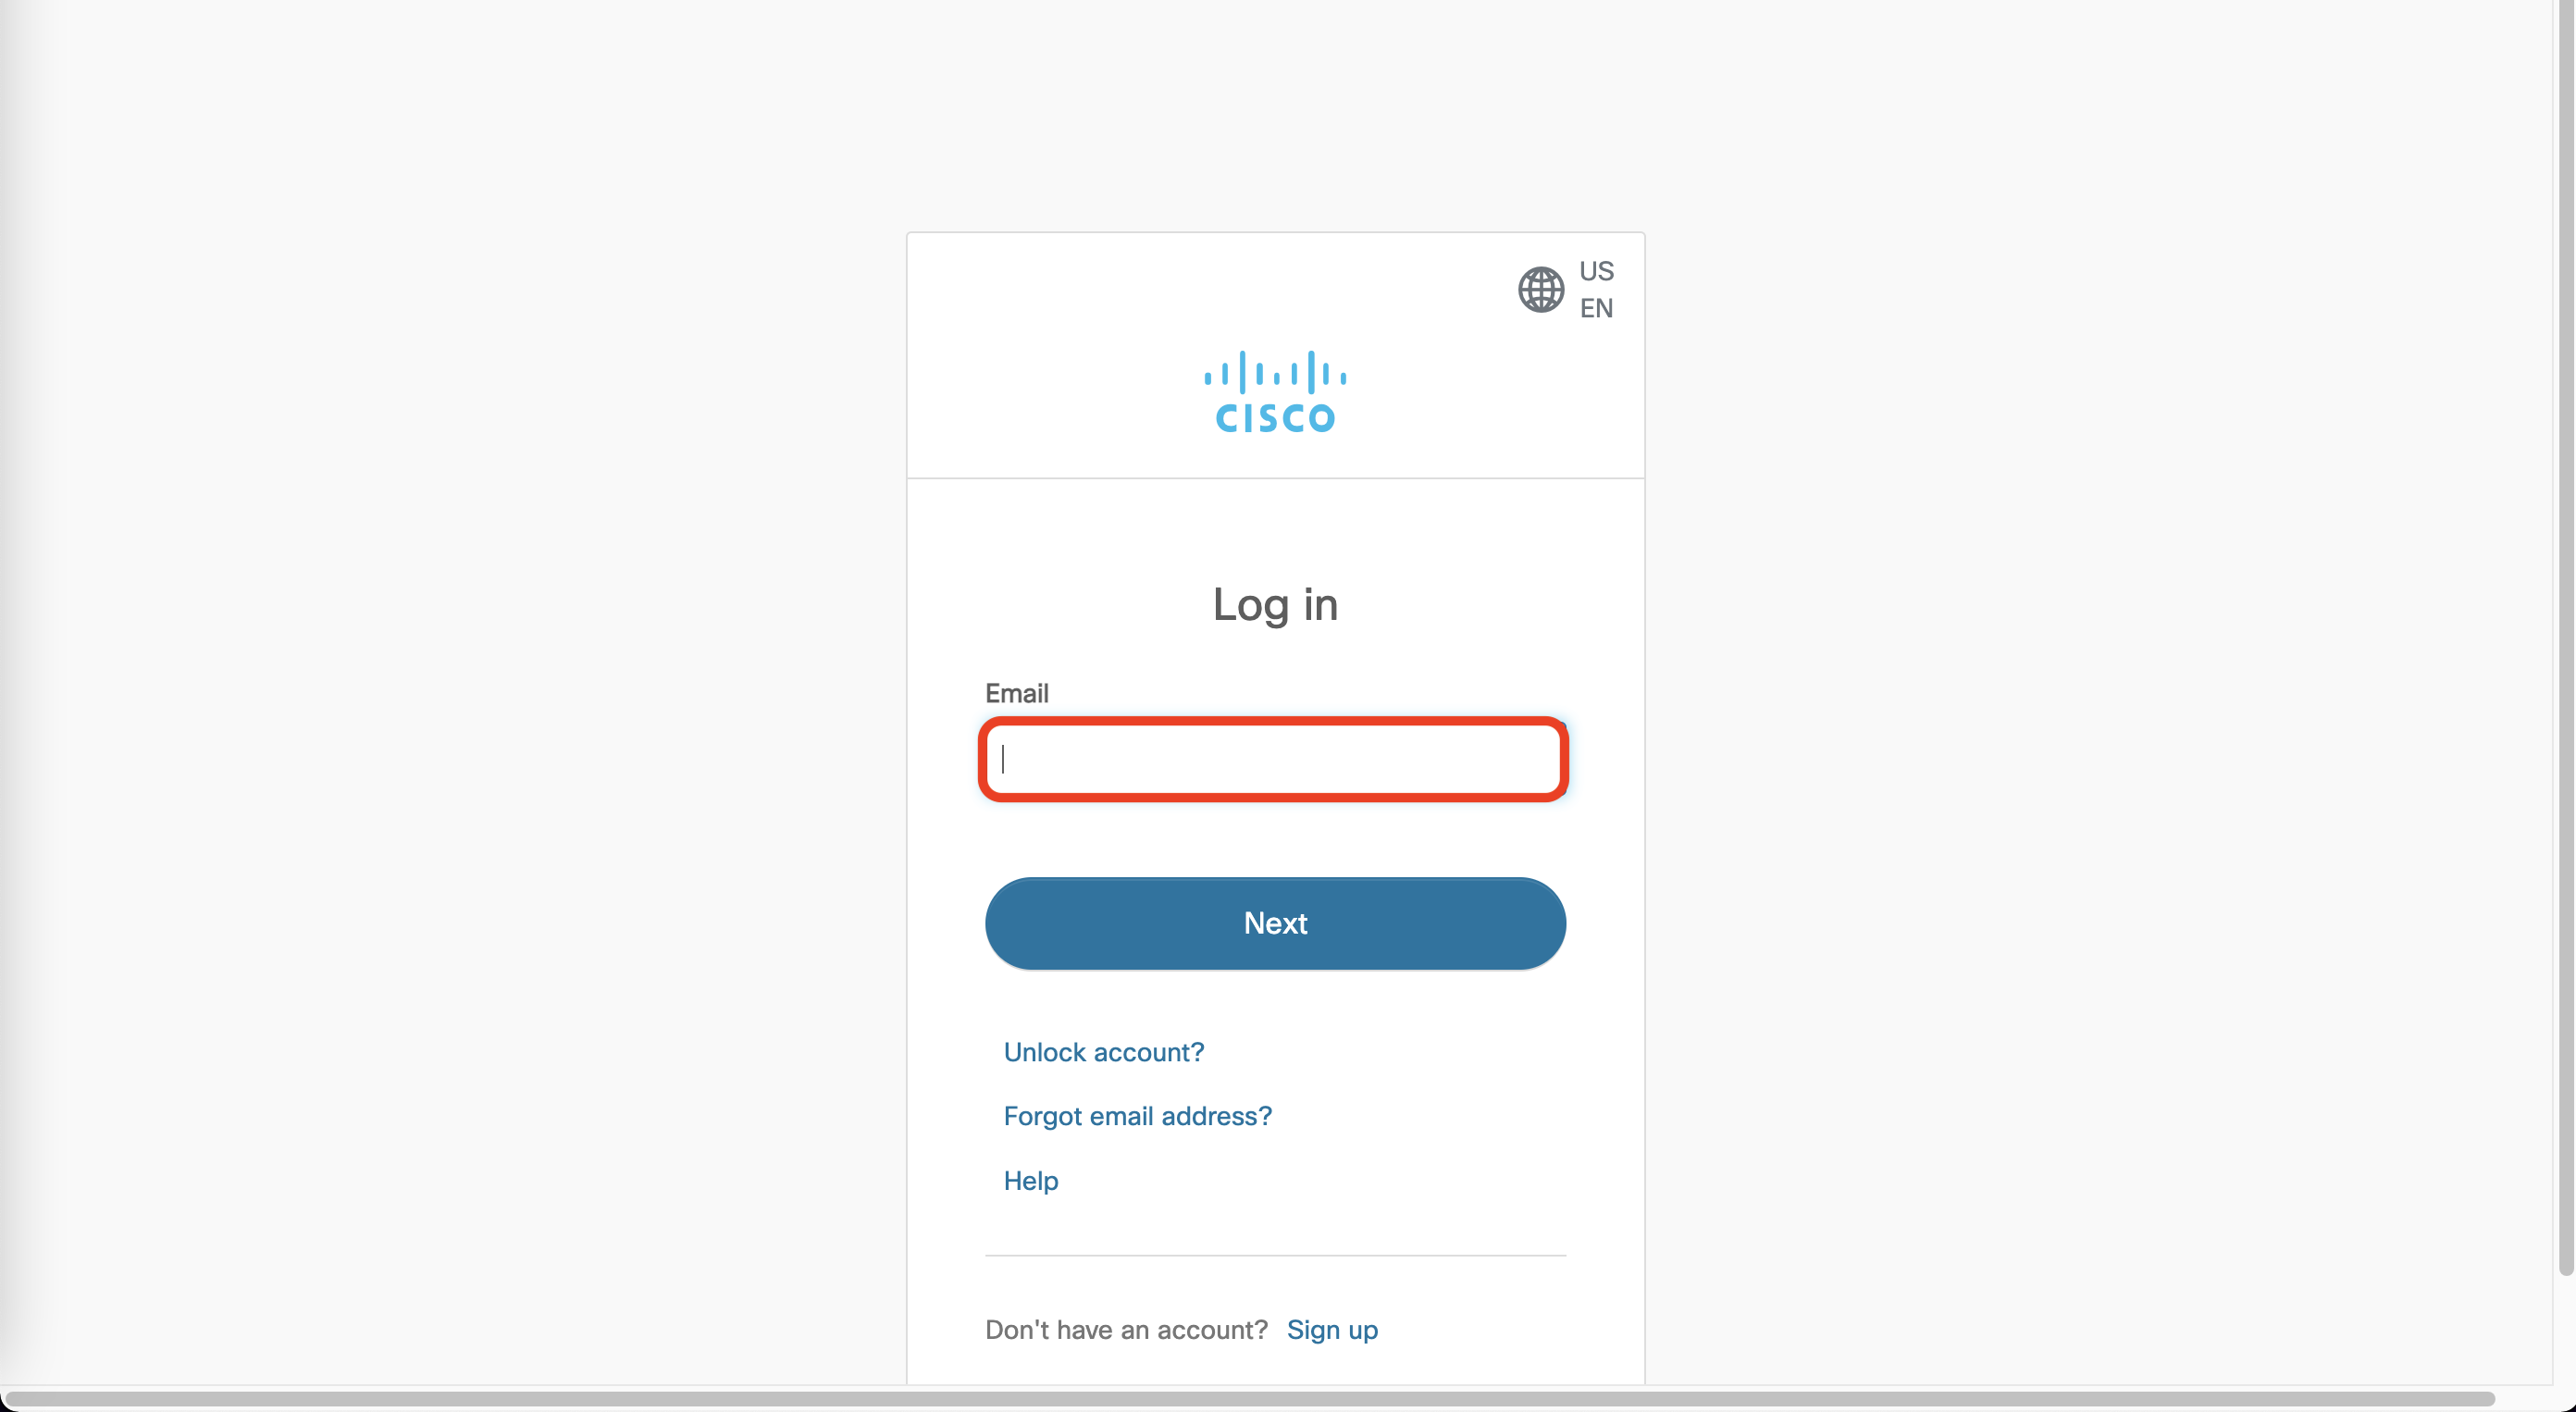 US
EN
CISCO
Log in
Email
Next
Unlock account?
Forgot email address?
Help
Don't have an account? Sign up